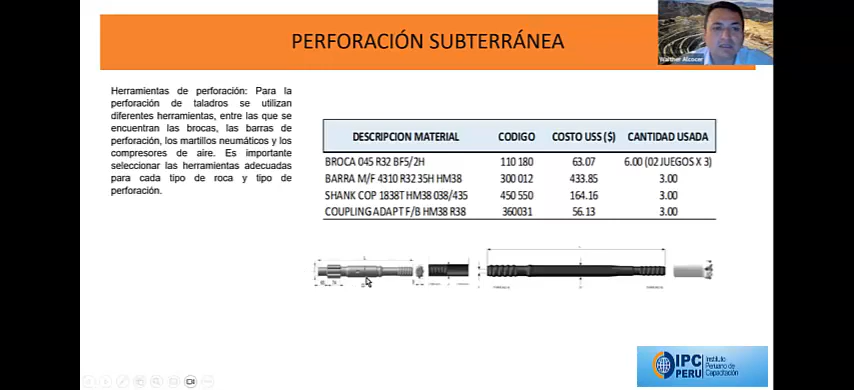 PERFORACIÓN SUBTERRÁNEA
Walther Alcocer
Herramientas de perforación: Para la
perforación de taladros se utilizan
diferentes herramientas, entre las que se
encuentran las brocas, las barras de
perforación, los martillos neumáticos y los
compresores de aire. Es importante
seleccionar las herramientas adecuadas
para cada tipo de roca y tipo de
perforación.
DESCRIPCION MATERIAL CODIGO COSTO USS ($) CANTIDAD USADA
BROCA 045 R32 BF5/2H 110 180 63.07 6.00 (02 JUEGOS X 3)
BARRA M/F 4310 R32 35H HM38 300 012 433.85 3.00
SHANK COP 1838T HM38 038/435 450 550 164.16 3.00
COUPLING ADAPT F/B HM38 R38 360031 56.13 3.00
IPC PERU
Instituto
Peruano de
Capacitación